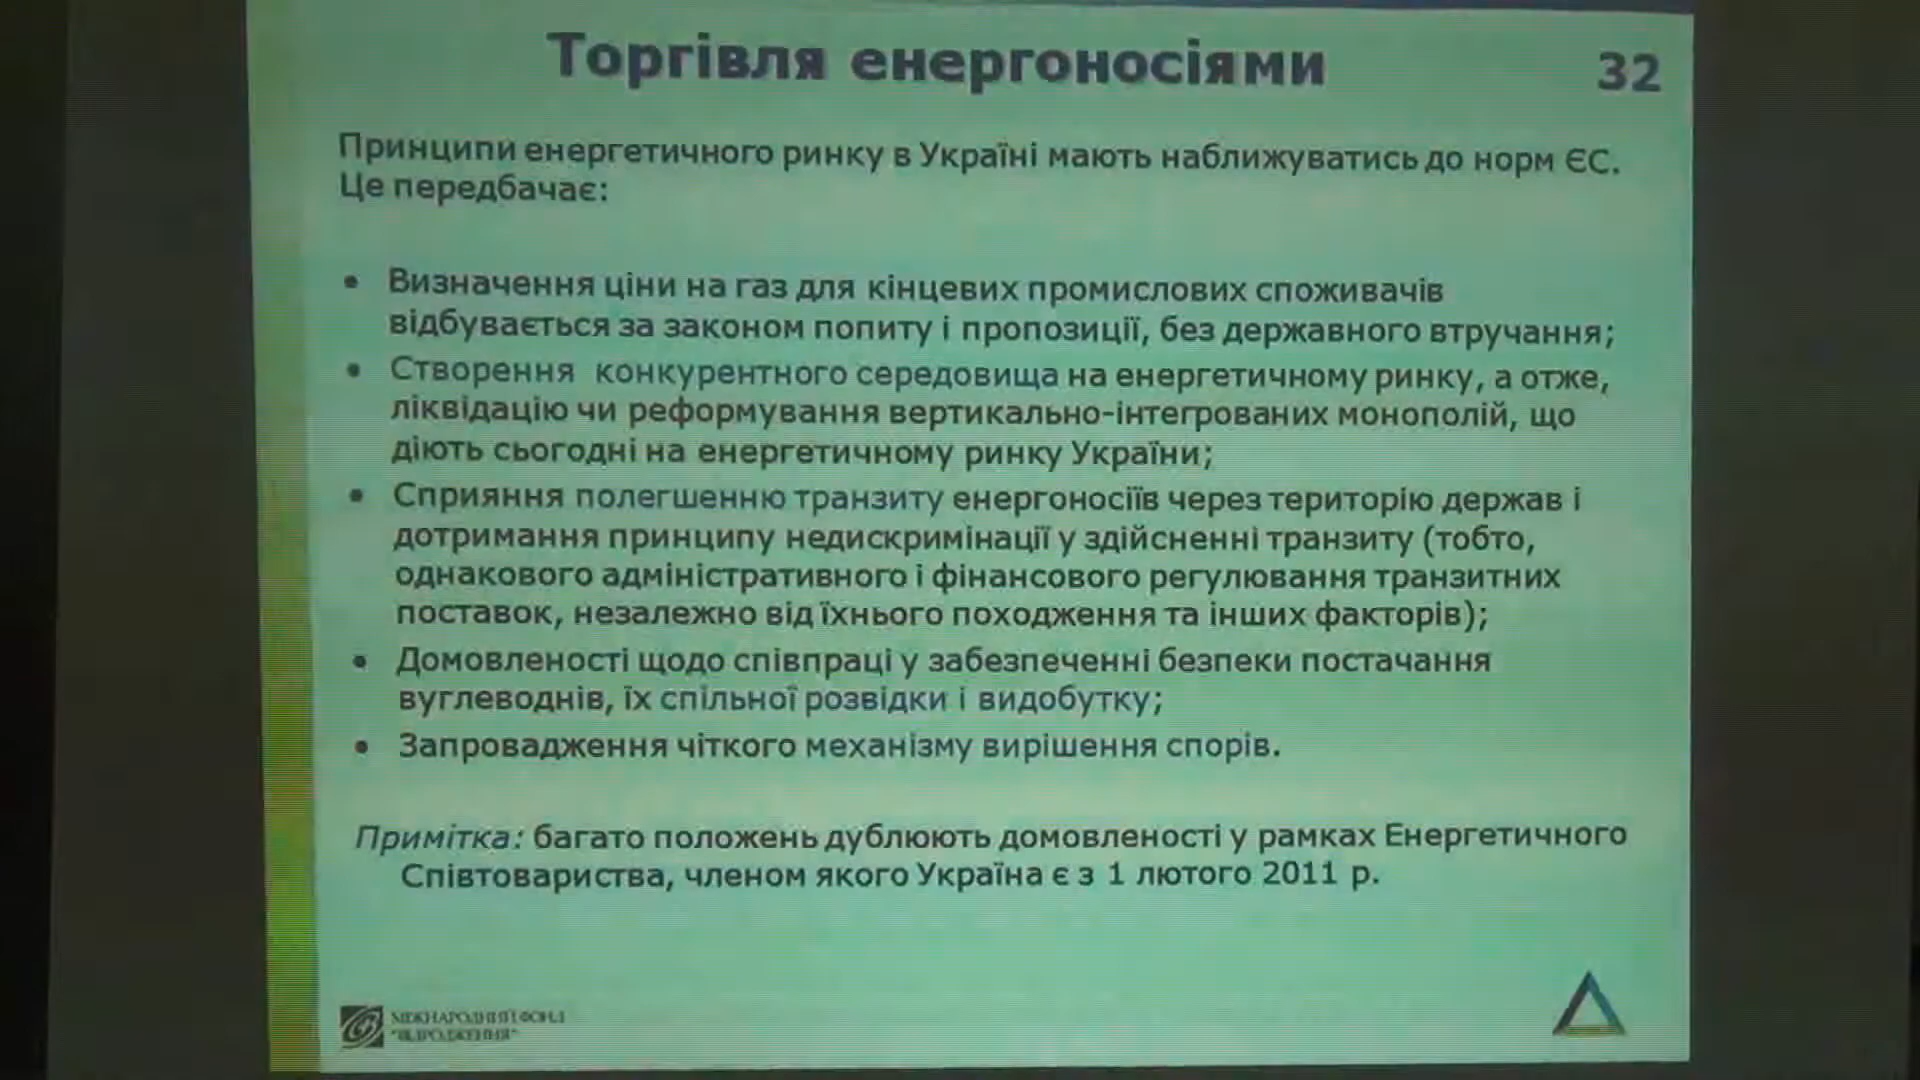 Торгівля енергоносіями
32
Принципи енергетичного ринку в Україні мають наближуватись до норм ЄС.
Це передбачає:
• Визначення ціни на газ для кінцевих промислових споживачів
відбувається за законом попиту і пропозиції, без державного втручання;
• Створення конкурентного середовища на енергетичному ринку, а отже,
ліквідацію чи реформування вертикально-інтегрованих монополій, що
діють сьогодні на енергетичному ринку України;
• Сприяння полегшенню транзиту енергоносіїв через територію держав і
дотримання принципу недискримінації у здійсненні транзиту (тобто,
однакового адміністративного і фінансового регулювання транзитних
поставок, незалежно від їхнього походження та інших факторів);
• Домовленості щодо співпраці у забезпеченні безпеки постачання
вуглеводнів, їх спільної розвідки і видобутку;
• Запровадження чіткого механізму вирішення спорів.
Примітка: багато положень дублюють домовленості у рамках Енергетичного
Співтовариства, членом якого Україна є з 1 лютого 2011 р.
МІЖНАРОДНИЙ ФОНД
"ВІДРОДЖЕННЯ"